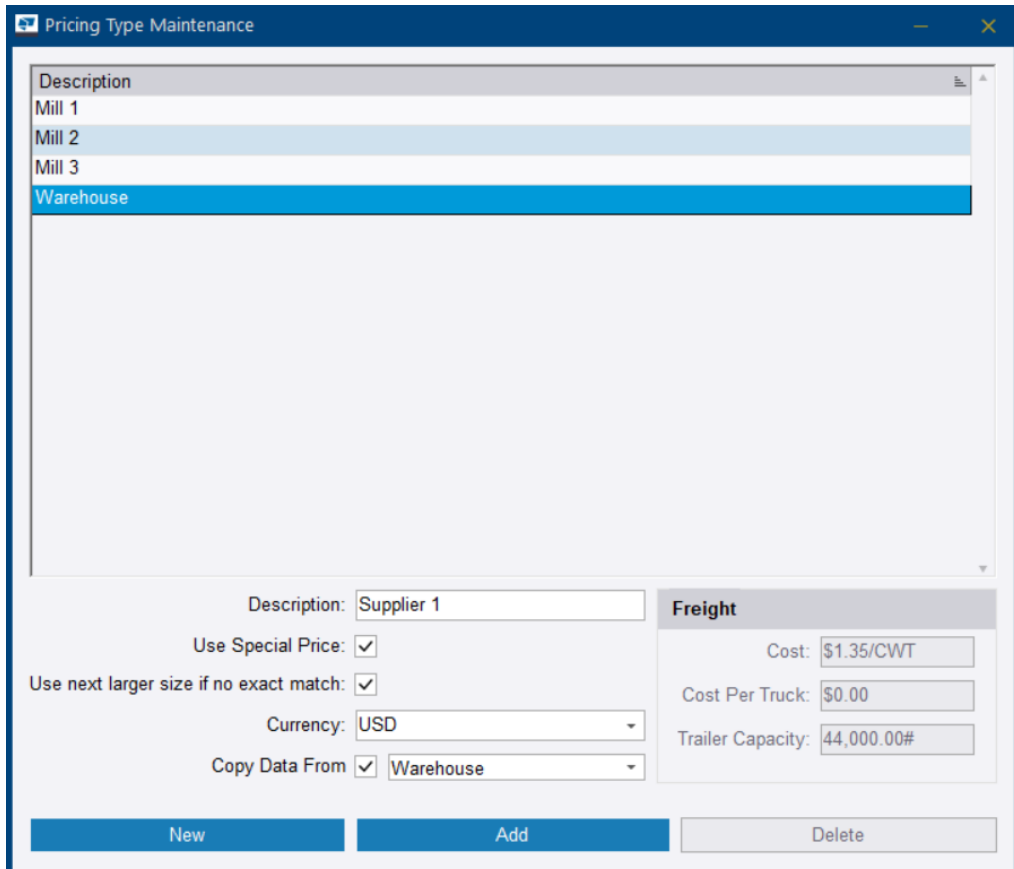 Pricing Type Maintenance
Description
Mill 1
Mill 2
Mill 3
Warehouse
Description: Supplier 1
Use Special Price:
Use next larger size if no exact match:
Currency: USD
Copy Data From Warehouse
Freight
Cost: $1.35/CWT
Cost Per Truck: $0.00
Trailer Capacity: 44,000.00#
New Add Delete